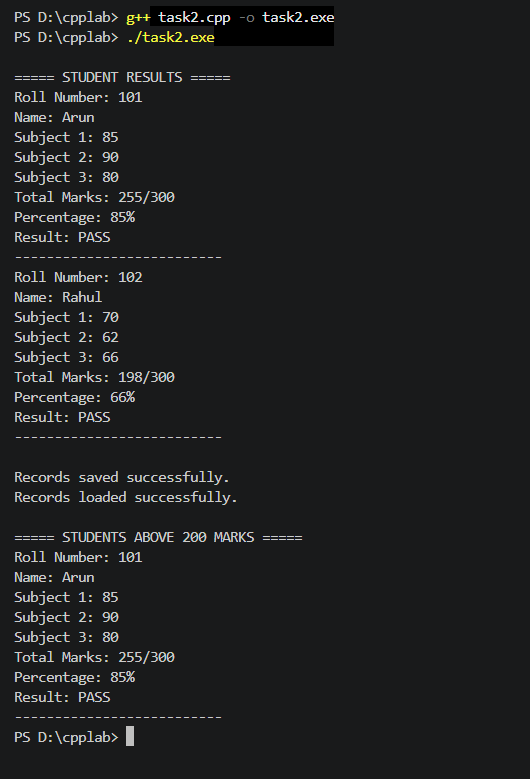 PS D:\cpplab> g++ task2.cpp -o task2.exe
PS D:\cpplab> ./task2.exe
===== STUDENT RESULTS =====
Roll Number: 101
Name: Arun
Subject 1: 85
Subject 2: 90
Subject 3: 80
Total Marks: 255/300
Percentage: 85%
Result: PASS
--------------------------
Roll Number: 102
Name: Rahul
Subject 1: 70
Subject 2: 62
Subject 3: 66
Total Marks: 198/300
Percentage: 66%
Result: PASS
--------------------------
Records saved successfully.
Records loaded successfully.
===== STUDENTS ABOVE 200 MARKS =====
Roll Number: 101
Name: Arun
Subject 1: 85
Subject 2: 90
Subject 3: 80
Total Marks: 255/300
Percentage: 85%
Result: PASS
--------------------------
PS D:\cpplab>